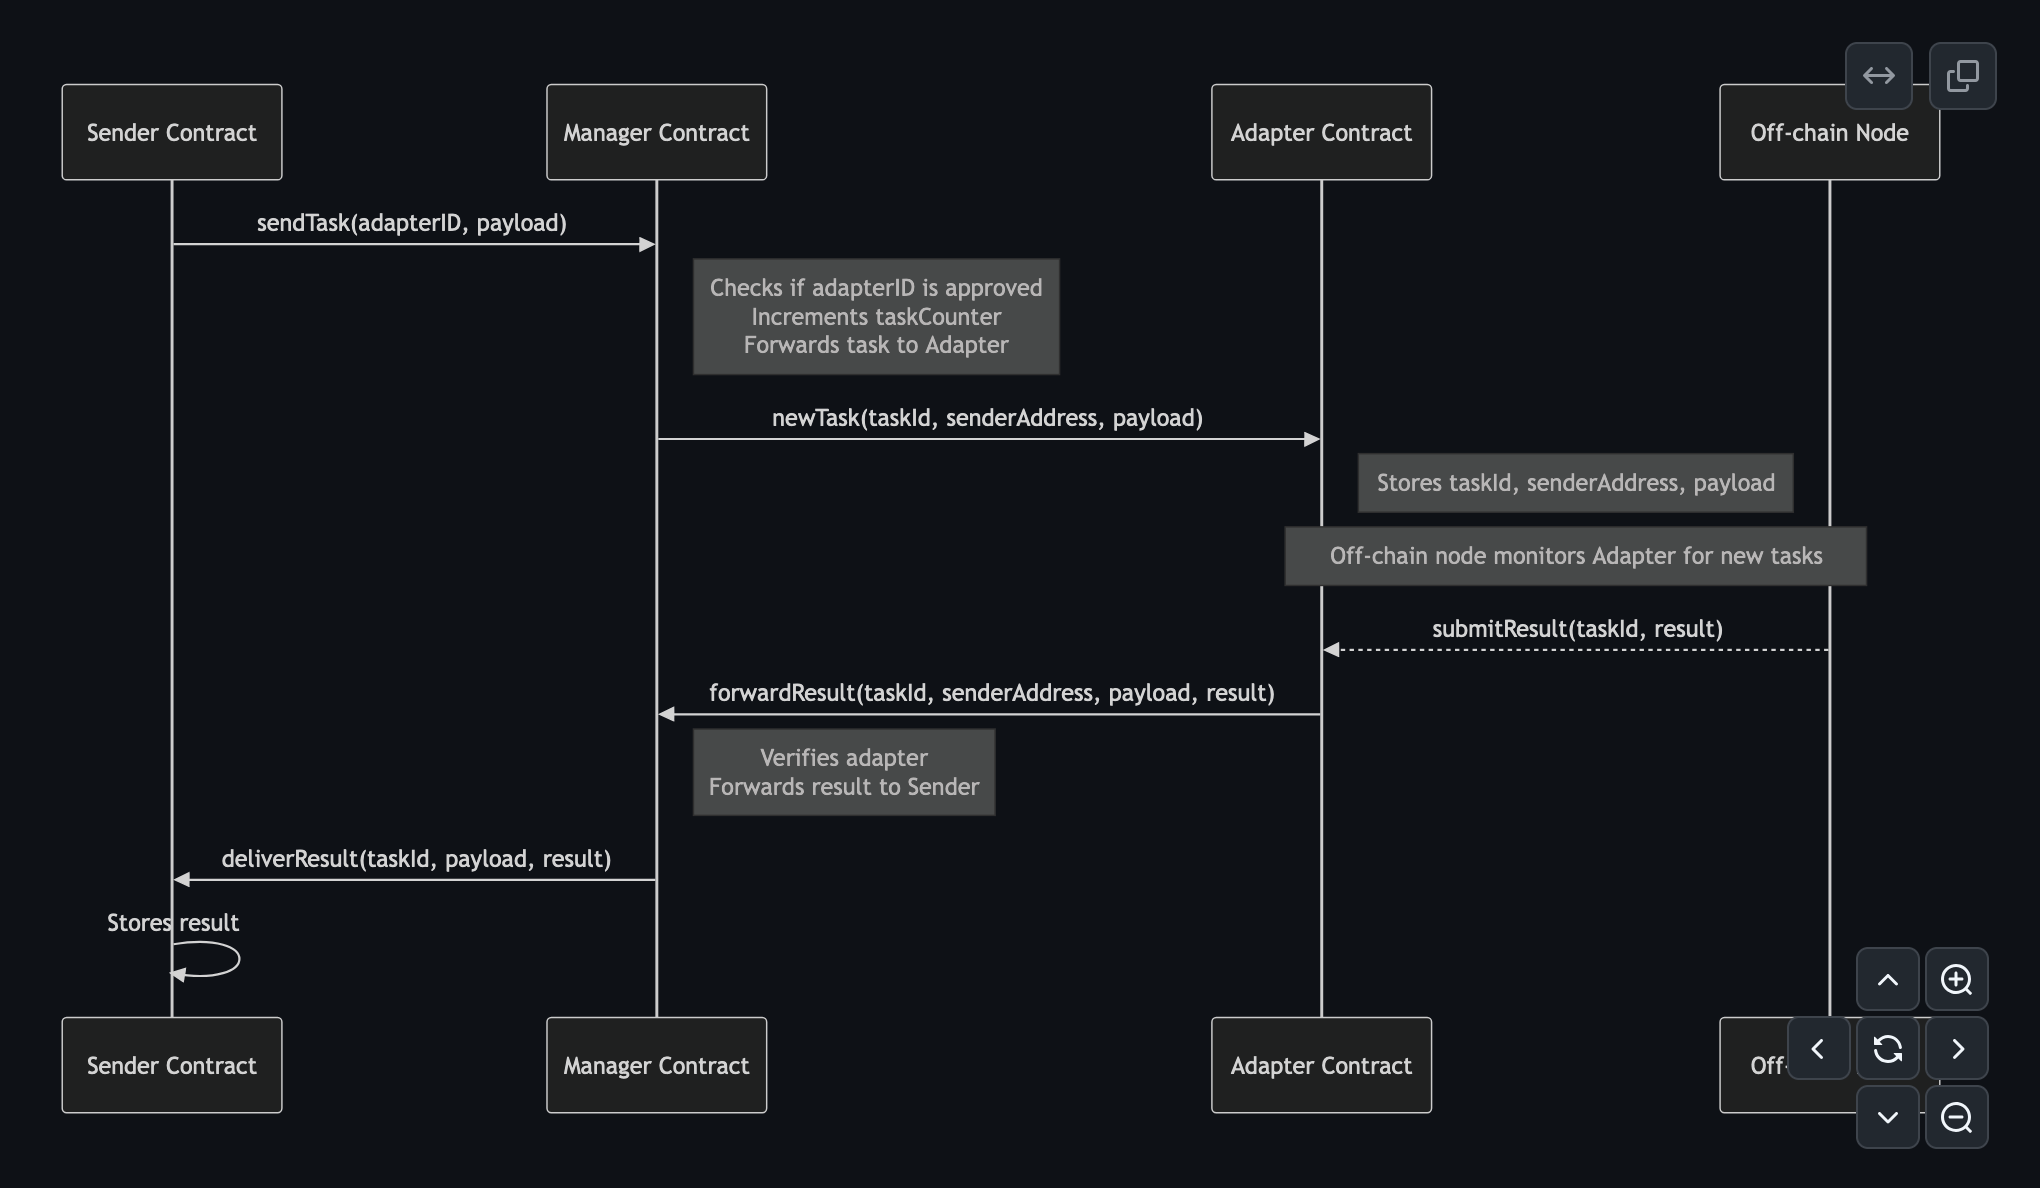 Sender Contract
Manager Contract
Adapter Contract
Off-chain Node
sendTask(adapterID, payload)
Checks if adapterID is approved
Increments taskCounter
Forwards task to Adapter
newTask(taskId, senderAddress, payload)
Stores taskId, senderAddress, payload
Off-chain node monitors Adapter for new tasks
submitResult(taskId, result)
forwardResult(taskId, senderAddress, payload, result)
Verifies adapter
Forwards result to Sender
deliverResult(taskId, payload, result)
Stores result
Sender Contract
Manager Contract
Adapter Contract
Off-